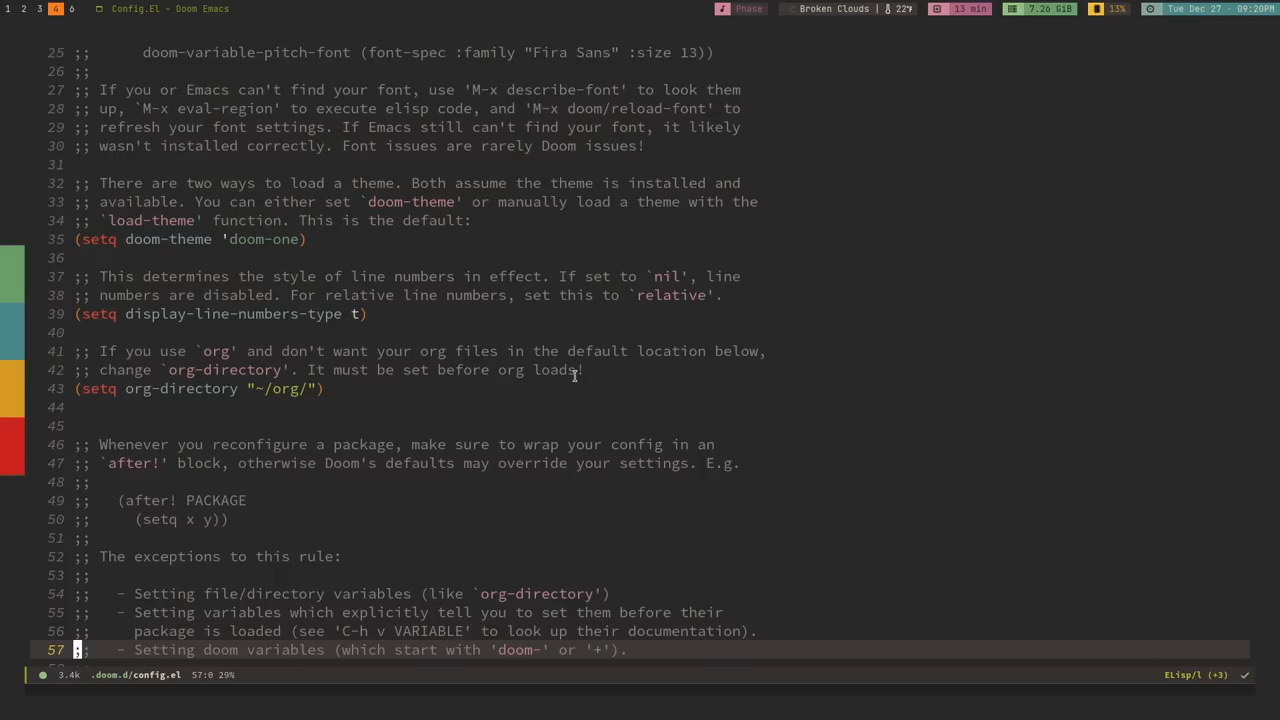 1 2 3 4 6 Config.El - Doom Emacs Phase Broken Clouds 22°F 13 min 7.26 GiB 13% Tue Dec 27 - 09:20PM
25 ;;      doom-variable-pitch-font (font-spec :family "Fira Sans" :size 13))
26 ;;
27 ;; If you or Emacs can't find your font, use 'M-x describe-font' to look them
28 ;; up, `M-x eval-region' to execute elisp code, and 'M-x doom/reload-font' to
29 ;; refresh your font settings. If Emacs still can't find your font, it likely
30 ;; wasn't installed correctly. Font issues are rarely Doom issues!
31
32 ;; There are two ways to load a theme. Both assume the theme is installed and
33 ;; available. You can either set `doom-theme' or manually load a theme with the
34 ;; `load-theme' function. This is the default:
35 (setq doom-theme 'doom-one)
36
37 ;; This determines the style of line numbers in effect. If set to `nil', line
38 ;; numbers are disabled. For relative line numbers, set this to `relative'.
39 (setq display-line-numbers-type t)
40
41 ;; If you use `org' and don't want your org files in the default location below,
42 ;; change `org-directory'. It must be set before org loads!
43 (setq org-directory "~/org/")
44
45
46 ;; Whenever you reconfigure a package, make sure to wrap your config in an
47 ;; `after!' block, otherwise Doom's defaults may override your settings. E.g.
48 ;;
49 ;;   (after! PACKAGE
50 ;;     (setq x y))
51 ;;
52 ;; The exceptions to this rule:
53 ;;
54 ;;   - Setting file/directory variables (like `org-directory')
55 ;;   - Setting variables which explicitly tell you to set them before their
56 ;;     package is loaded (see 'C-h v VARIABLE' to look up their documentation).
57 ;;   - Setting doom variables (which start with 'doom-' or '+').
3.4k .doom.d/config.el 57:0 29% ELisp/l (+3)